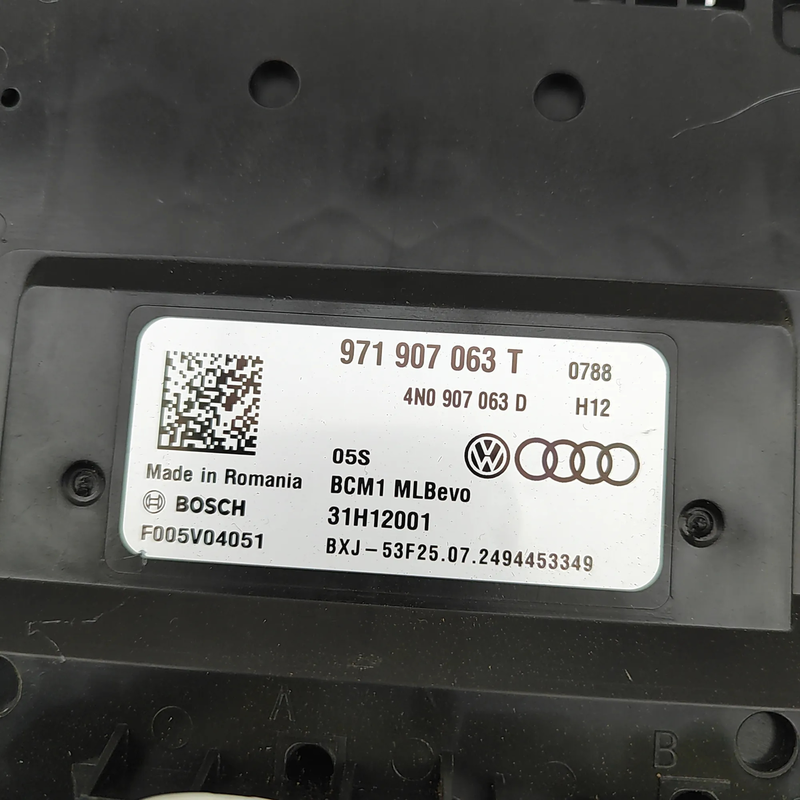 971 907 063 T 0788
4N0 907 063 D H12
05S
Made in Romania BCM1 MLBevo
BOSCH 31H12001
F005V04051 BXJ-53F25.07.2494453349
A B